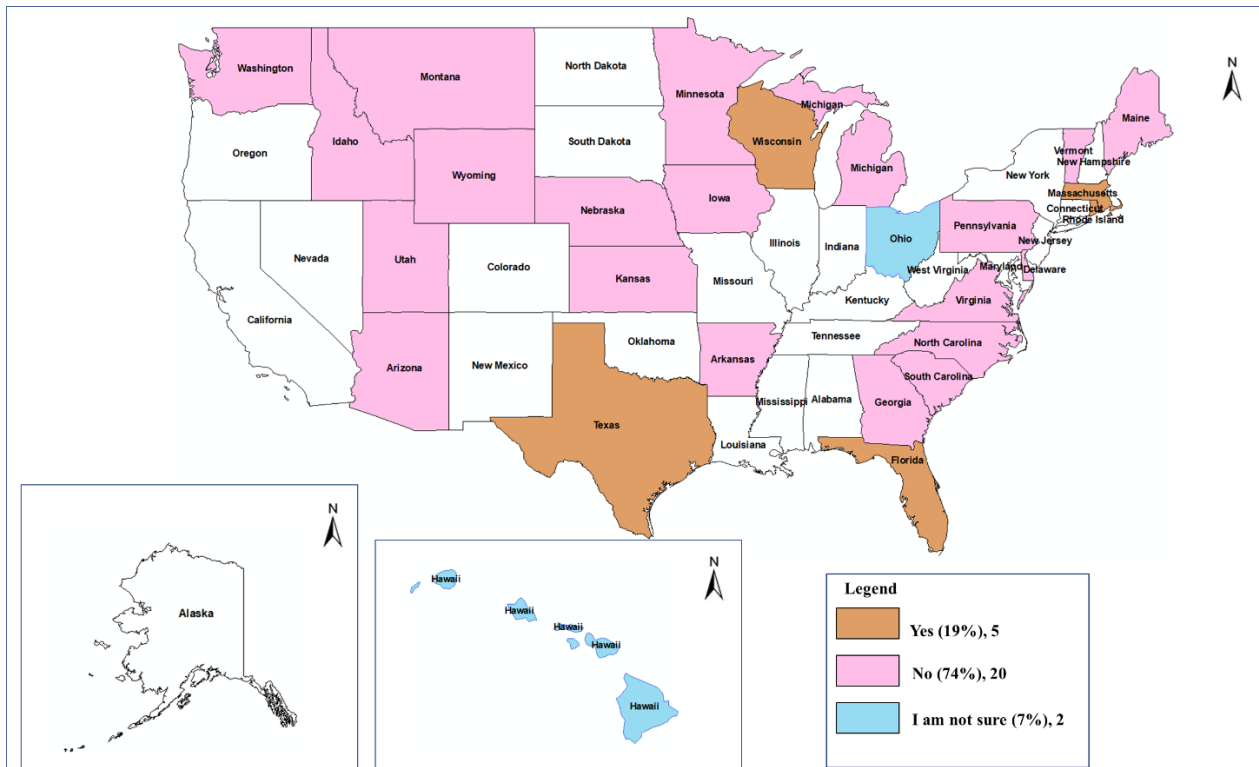 N
Washington
Montana
North Dakota
Minnesota
Michigan
Maine
Oregon
Idaho
Wyoming
South Dakota
Wisconsin
Michigan
Vermont
New Hampshire
New York
Massachusetts
Connecticut
Rhode Island
Nebraska
Iowa
Pennsylvania
New Jersey
Nevada
Utah
Colorado
Kansas
Missouri
Illinois
Indiana
Ohio
West Virginia
Maryland
Delaware
Virginia
Kentucky
California
Arizona
New Mexico
Oklahoma
Arkansas
Tennessee
North Carolina
South Carolina
Mississippi
Alabama
Georgia
Texas
Louisiana
Florida
N
Alaska
N
Hawaii
Hawaii
Hawaii
Hawaii
Hawaii
Legend
Yes (19%), 5
No (74%), 20
I am not sure (7%), 2